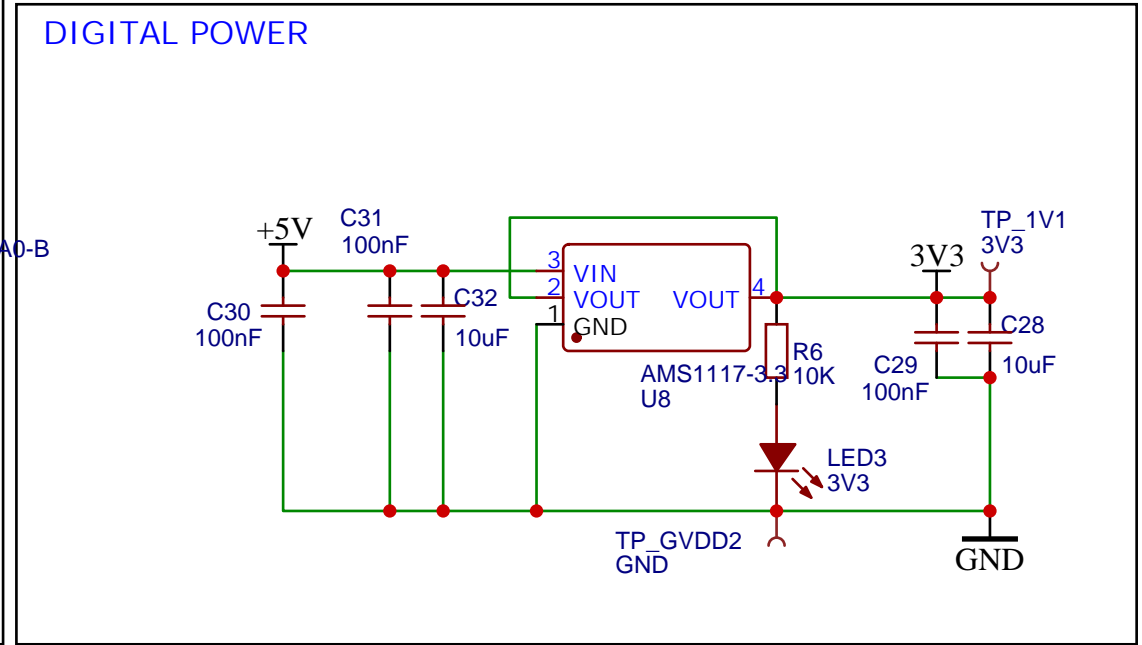 DIGITAL POWER
A0-B
+5V
C31
100nF
TP_1V1
3V3
3V3
3
VIN
2
VOUT
VOUT
4
1
GND
C30
100nF
C32
10uF
R6
10K
AMS1117-3.3
U8
C29
100nF
C28
10uF
LED3
3V3
TP_GVDD2
GND
GND